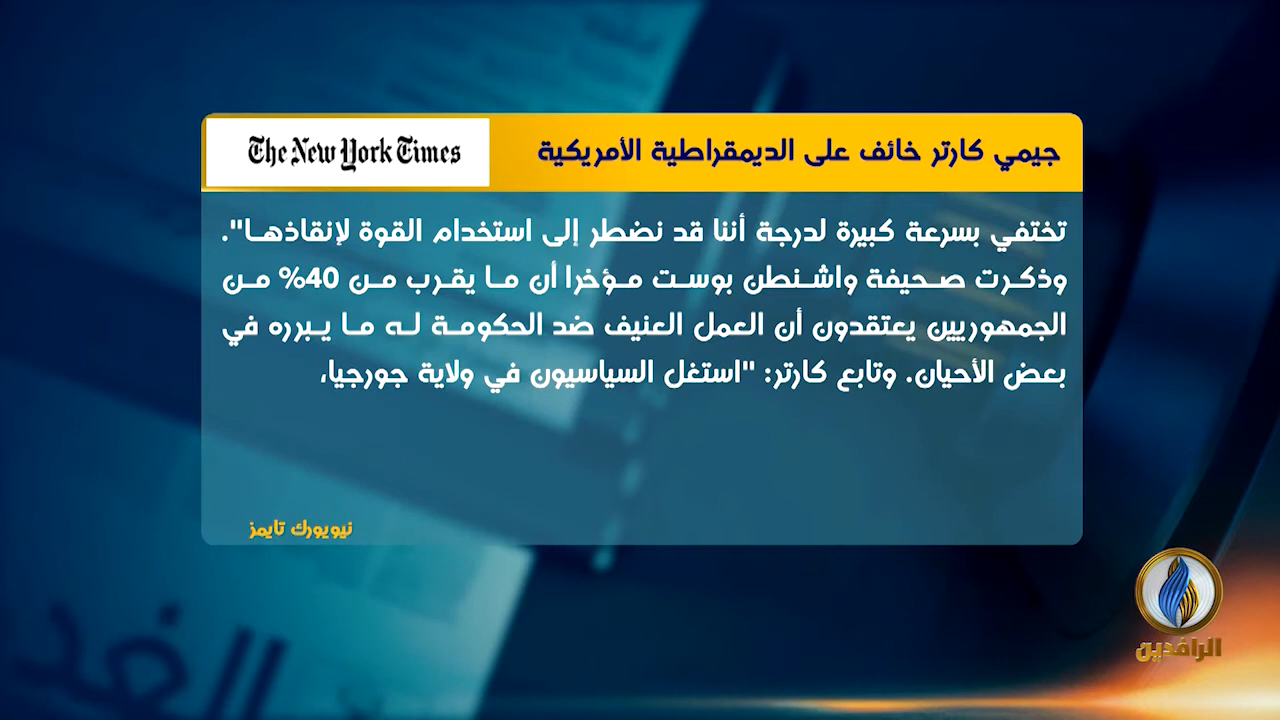 جيمي كارتر خائف على الديمقراطية الأمريكية
The New York Times
تختفي بسرعة كبيرة لدرجة أننا قد نضطر إلى استخدام القوة لإنقاذها".
وذكرت صحيفة واشنطن بوست مؤخرا أن ما يقرب من 40% من
الجمهوريين يعتقدون أن العمل العنيف ضد الحكومة له ما يبرره في
بعض الأحيان. وتابع كارتر: "استغل السياسيون في ولاية جورجيا،
نيويورك تايمز
الرافدين
الغد